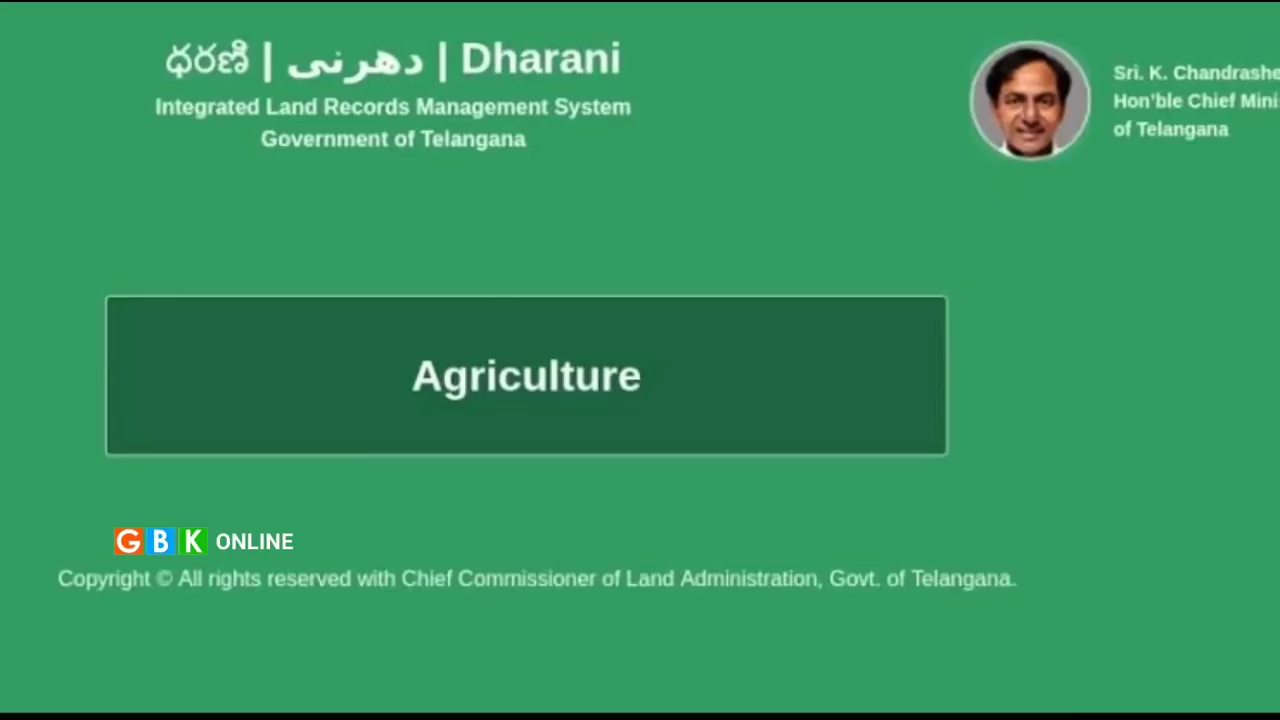 ధరణి | دھرنی | Dharani
Integrated Land Records Management System
Government of Telangana
Sri. K. Chandrashe
Hon'ble Chief Mini
of Telangana
Agriculture
GBK ONLINE
Copyright © All rights reserved with Chief Commissioner of Land Administration, Govt. of Telangana.